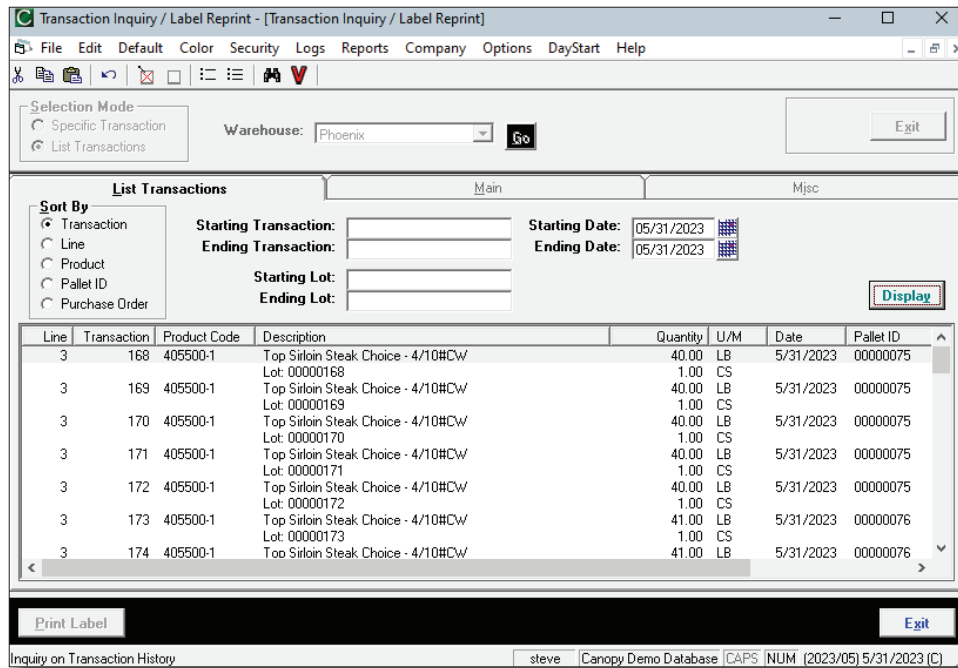 Transaction Inquiry / Label Reprint - [Transaction Inquiry / Label Reprint]
File Edit Default Color Security Logs Reports Company Options DayStart Help
Selection Mode
Specific Transaction
List Transactions
Warehouse: Phoenix
Go
Exit
List Transactions Main Misc
Sort By
Transaction
Line
Product
Pallet ID
Purchase Order
Starting Transaction:
Ending Transaction:
Starting Lot:
Ending Lot:
Starting Date: 05/31/2023
Ending Date: 05/31/2023
Display
Line Transaction Product Code Description Quantity U/M Date Pallet ID
3 168 405500-1 Top Sirloin Steak Choice - 4/10#CW 40.00 LB 5/31/2023 00000075
Lot: 00000168 1.00 CS
3 169 405500-1 Top Sirloin Steak Choice - 4/10#CW 40.00 LB 5/31/2023 00000075
Lot: 00000169 1.00 CS
3 170 405500-1 Top Sirloin Steak Choice - 4/10#CW 40.00 LB 5/31/2023 00000075
Lot: 00000170 1.00 CS
3 171 405500-1 Top Sirloin Steak Choice - 4/10#CW 40.00 LB 5/31/2023 00000075
Lot: 00000171 1.00 CS
3 172 405500-1 Top Sirloin Steak Choice - 4/10#CW 40.00 LB 5/31/2023 00000075
Lot: 00000172 1.00 CS
3 173 405500-1 Top Sirloin Steak Choice - 4/10#CW 41.00 LB 5/31/2023 00000076
Lot: 00000173 1.00 CS
3 174 405500-1 Top Sirloin Steak Choice - 4/10#CW 41.00 LB 5/31/2023 00000076
Print Label Exit
Inquiry on Transaction History steve Canopy Demo Database CAPS NUM (2023/05) 5/31/2023 (C)